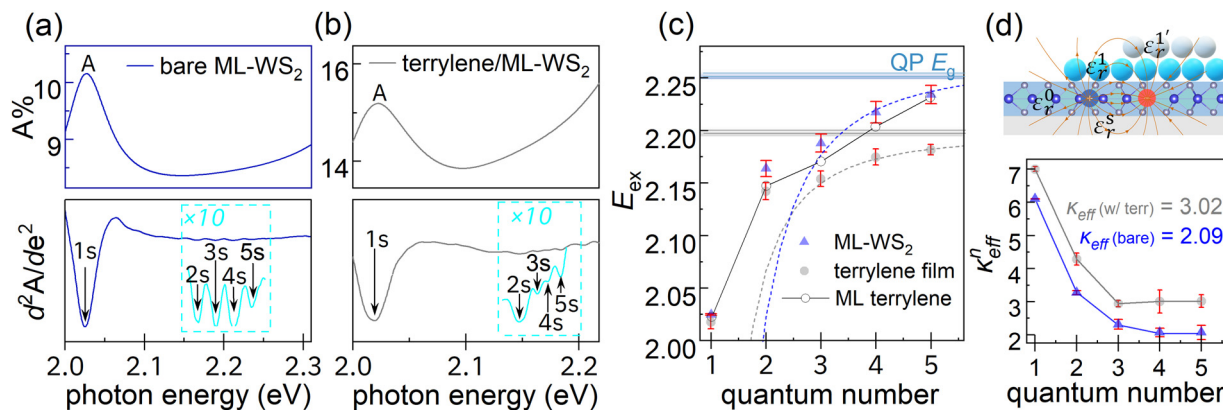 (a)
A
bare ML-WS₂
10
9
A%
×10
1s
2s
3s
4s
5s
d²A/de²
2.0
2.1
2.2
2.3
photon energy (eV)
(b)
16
14
A
terrylene/ML-WS₂
×10
1s
2s
3s
4s
5s
2.0
2.1
2.2
photon energy (eV)
(c)
QP E_g
2.25
2.20
2.15
2.10
2.05
2.00
E_ex
ML-WS₂
terrylene film
ML terrylene
1 2 3 4 5
quantum number
(d)
ε_r^1'
ε_r^1
ε_r^0
ε_r^s
+
−
7
6
5
4
3
2
κ_eff^n
κ_eff (w/ terr) = 3.02
κ_eff (bare) = 2.09
1 2 3 4 5
quantum number